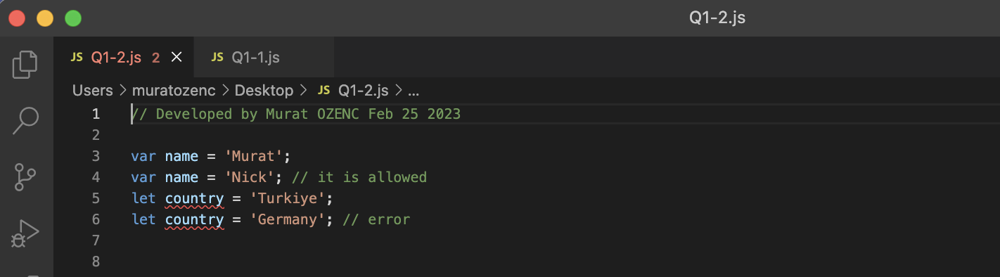 Q1-2.js
JS Q1-2.js 2
JS Q1-1.js
Users > muratozenc > Desktop > JS Q1-2.js > ...
1 // Developed by Murat OZENC Feb 25 2023
2
3 var name = 'Murat';
4 var name = 'Nick'; // it is allowed
5 let country = 'Turkiye';
6 let country = 'Germany'; // error
7
8